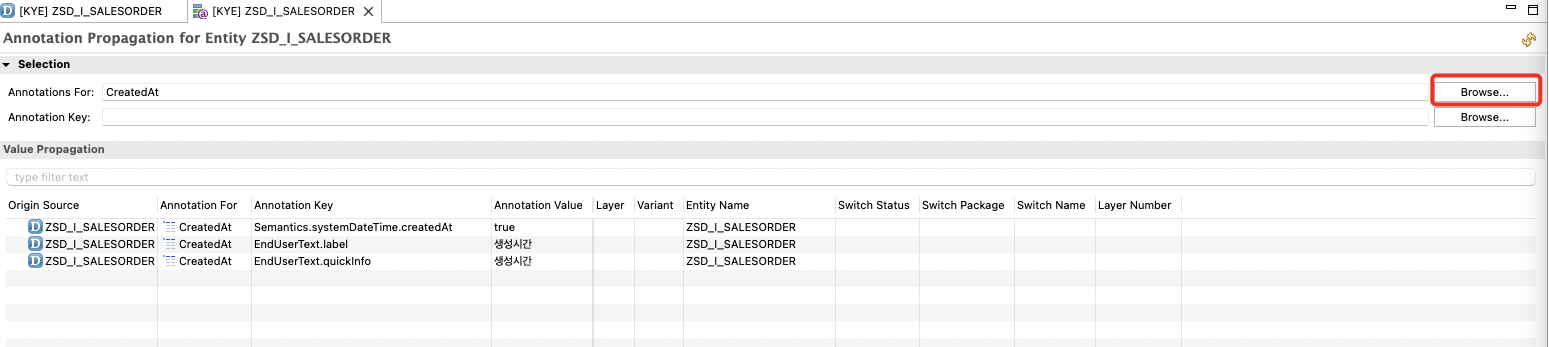 [KYE] ZSD_I_SALESORDER [KYE] ZSD_I_SALESORDER
Annotation Propagation for Entity ZSD_I_SALESORDER
Selection
Annotations For: CreatedAt Browse...
Annotation Key: Browse...
Value Propagation
type filter text
Origin Source Annotation For Annotation Key Annotation Value Layer Variant Entity Name Switch Status Switch Package Switch Name Layer Number
ZSD_I_SALESORDER CreatedAt Semantics.systemDateTime.createdAt true ZSD_I_SALESORDER
ZSD_I_SALESORDER CreatedAt EndUserText.label 생성시간 ZSD_I_SALESORDER
ZSD_I_SALESORDER CreatedAt EndUserText.quickInfo 생성시간 ZSD_I_SALESORDER